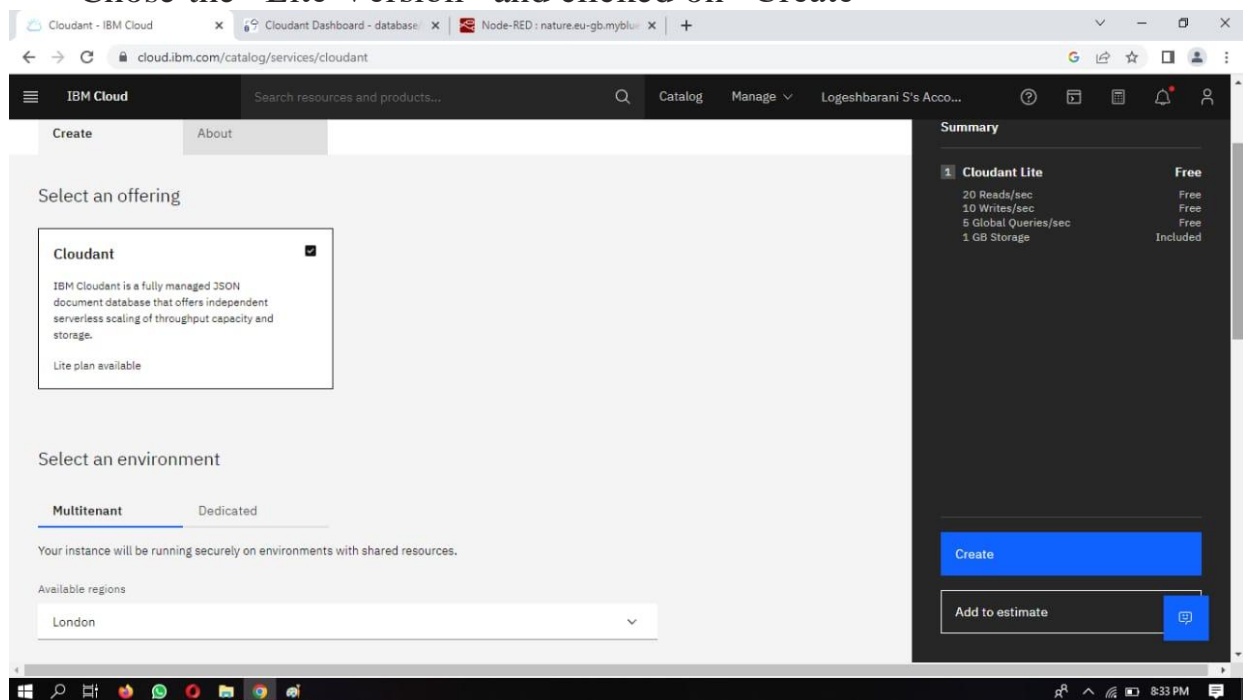 Chose the "Lite Version" and clicked on "Create"
Cloudant - IBM Cloud
Cloudant Dashboard - database
Node-RED : nature.eu-gb.myblue
cloud.ibm.com/catalog/services/cloudant
IBM Cloud
Search resources and products...
Catalog
Manage
Logeshbarani S's Acco...
Create
About
Select an offering
Cloudant
IBM Cloudant is a fully managed JSON
document database that offers independent
serverless scaling of throughput capacity and
storage.
Lite plan available
Select an environment
Multitenant
Dedicated
Your instance will be running securely on environments with shared resources.
Available regions
London
Summary
1 Cloudant Lite Free
20 Reads/sec Free
10 Writes/sec Free
5 Global Queries/sec Free
1 GB Storage Included
Create
Add to estimate
8:33 PM